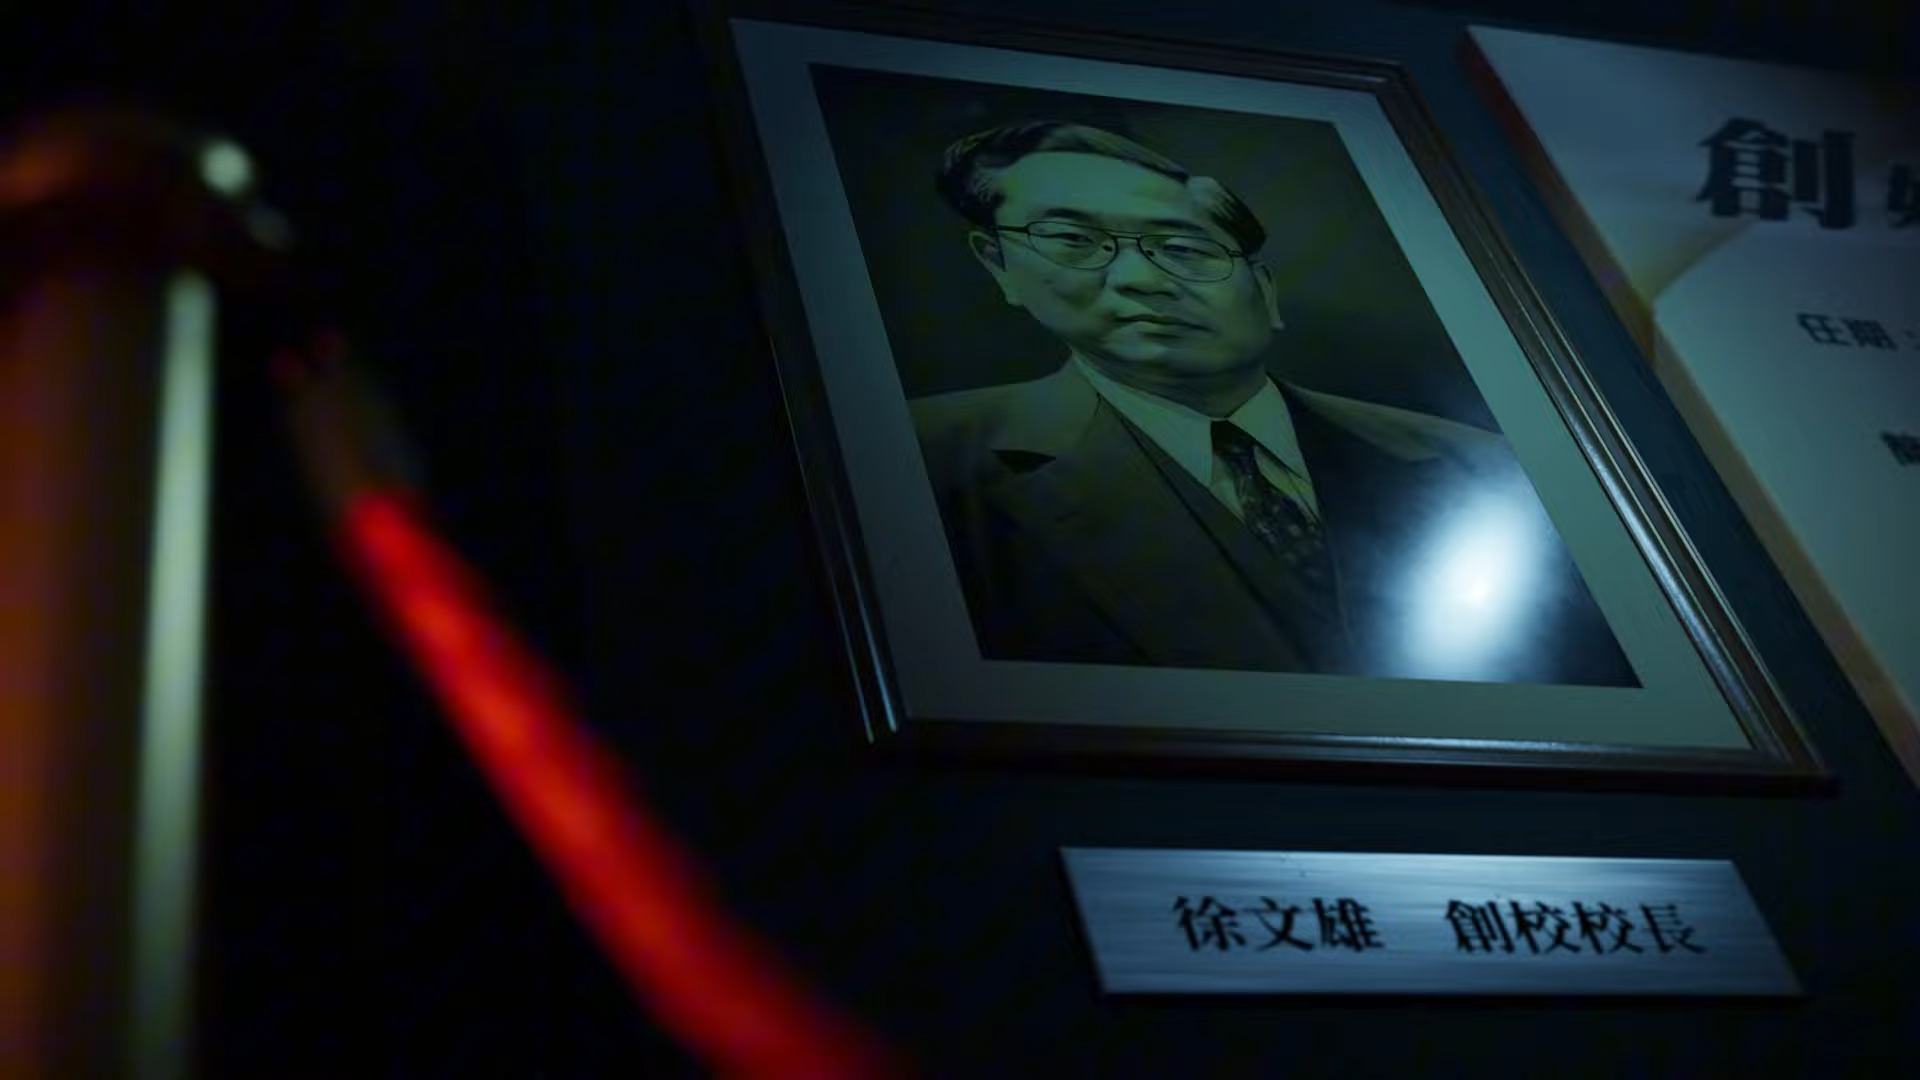 創
任期
徐文雄 創校校長